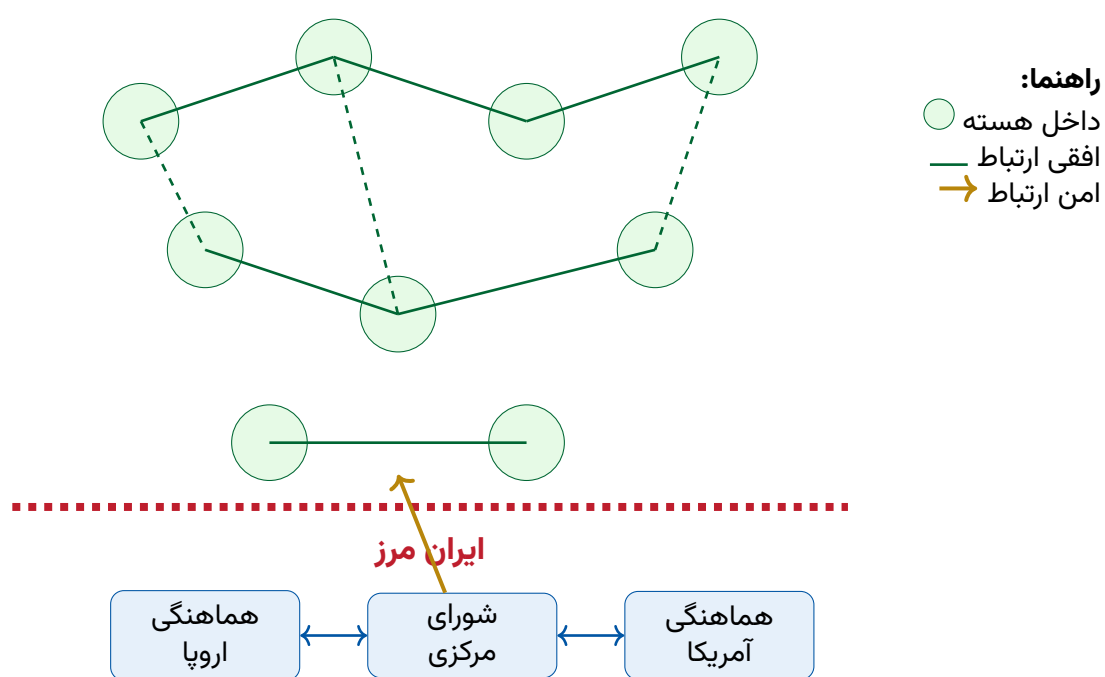 راهنما:
داخل هسته
افقی ارتباط
امن ارتباط
ایران مرز
هماهنگی
آمریکا
شورای
مرکزی
هماهنگی
اروپا